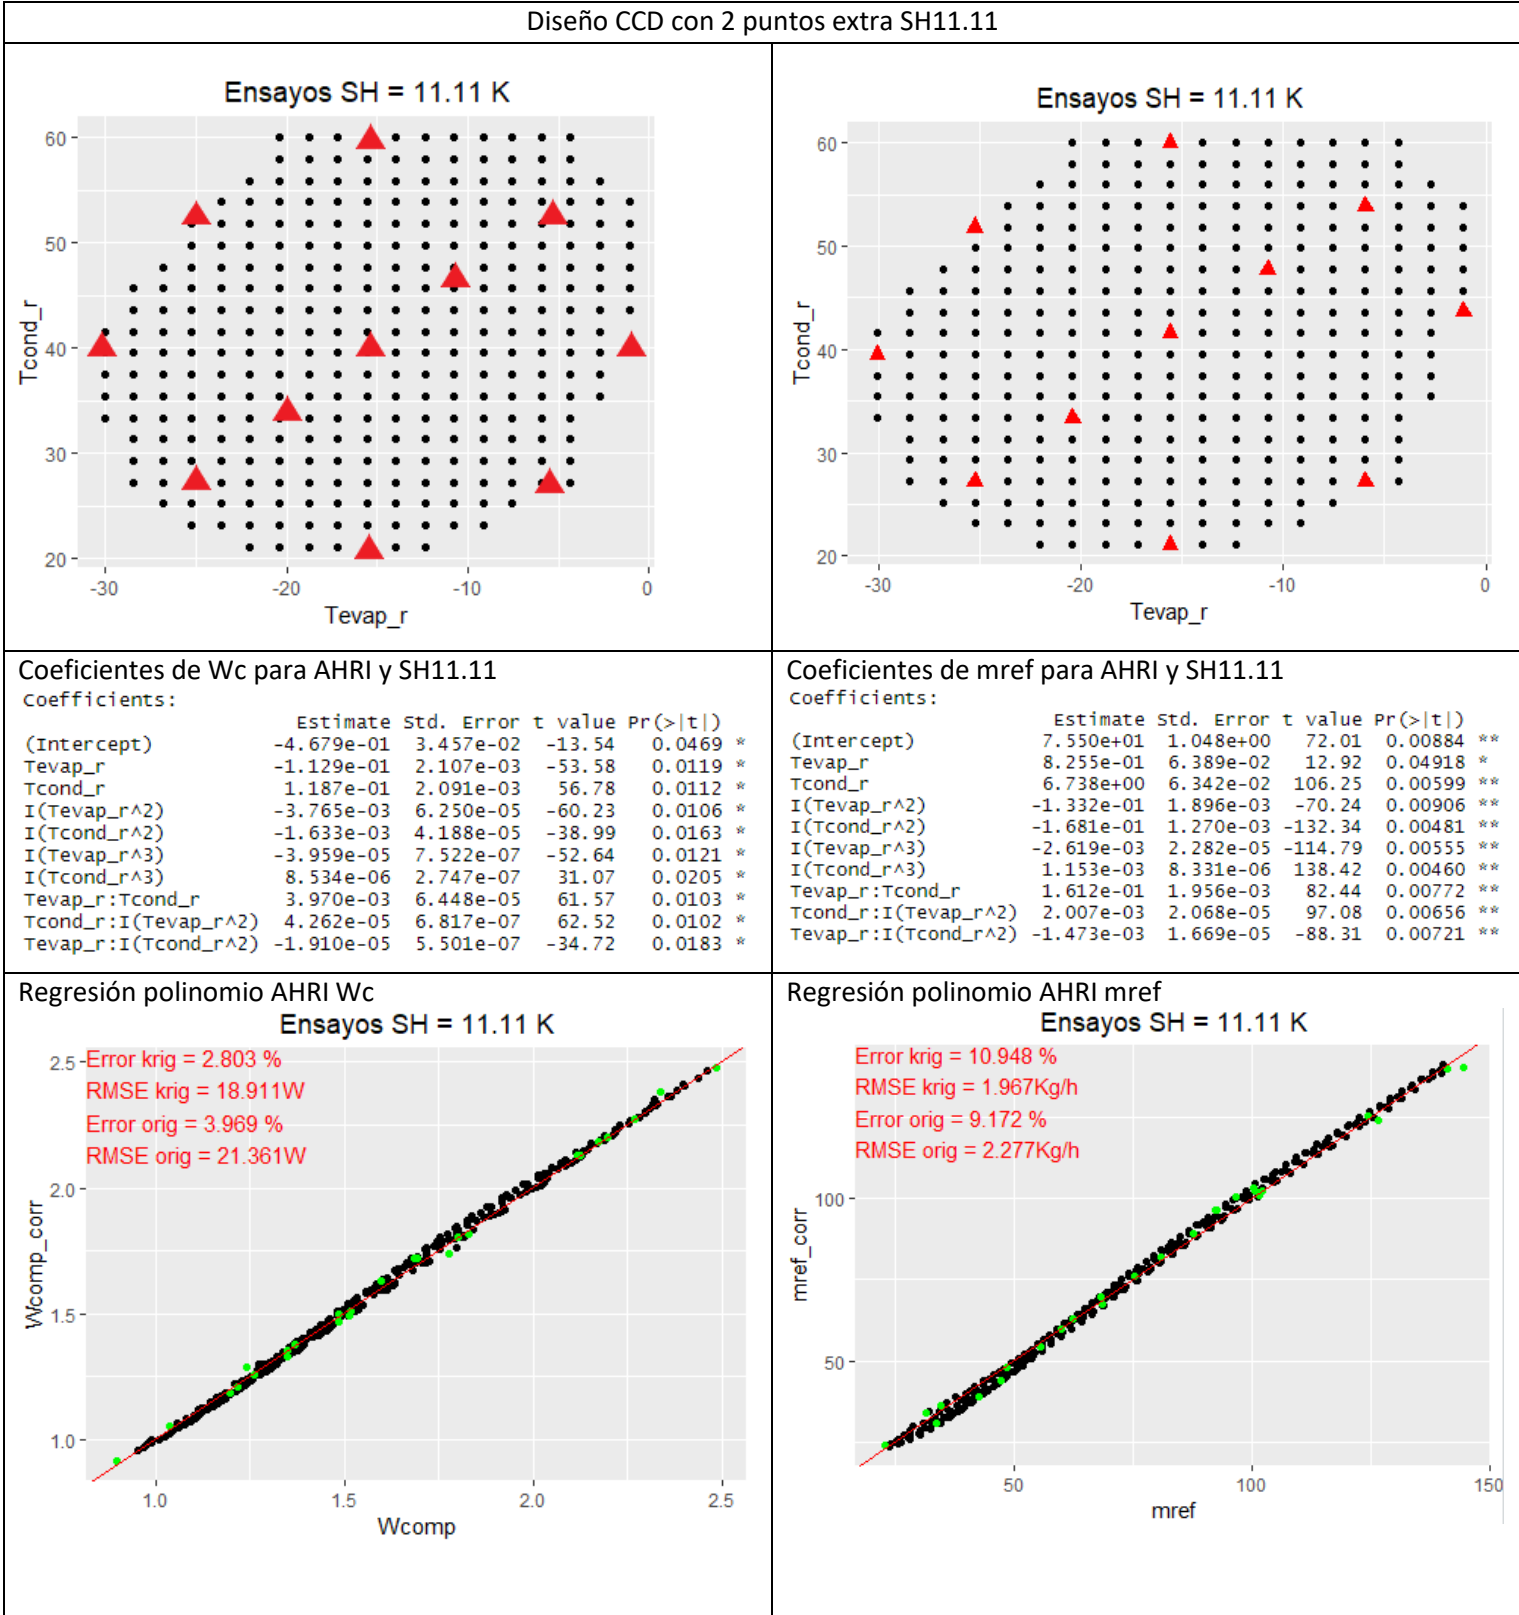 Diseño CCD con 2 puntos extra SH11.11
Ensayos SH = 11.11 K
60
50
40
30
20
Tcond_r
-30
-20
-10
0
Tevap_r
Ensayos SH = 11.11 K
60
50
40
30
20
Tcond_r
-30
-20
-10
0
Tevap_r
Coeficientes de Wc para AHRI y SH11.11
Coefficients:
Estimate Std. Error t value Pr(>|t|)
(Intercept) -4.679e-01 3.457e-02 -13.54 0.0469 *
Tevap_r -1.129e-01 2.107e-03 -53.58 0.0119 *
Tcond_r 1.187e-01 2.091e-03 56.78 0.0112 *
I(Tevap_r^2) -3.765e-03 6.250e-05 -60.23 0.0106 *
I(Tcond_r^2) -1.633e-03 4.188e-05 -38.99 0.0163 *
I(Tevap_r^3) -3.959e-05 7.522e-07 -52.64 0.0121 *
I(Tcond_r^3) 8.534e-06 2.747e-07 31.07 0.0205 *
Tevap_r:Tcond_r 3.970e-03 6.448e-05 61.57 0.0103 *
Tcond_r:I(Tevap_r^2) 4.262e-05 6.817e-07 62.52 0.0102 *
Tevap_r:I(Tcond_r^2) -1.910e-05 5.501e-07 -34.72 0.0183 *
Coeficientes de mref para AHRI y SH11.11
Coefficients:
Estimate Std. Error t value Pr(>|t|)
(Intercept) 7.550e+01 1.048e+00 72.01 0.00884 **
Tevap_r 8.255e-01 6.389e-02 12.92 0.04918 *
Tcond_r 6.738e+00 6.342e-02 106.25 0.00599 **
I(Tevap_r^2) -1.332e-01 1.896e-03 -70.24 0.00906 **
I(Tcond_r^2) -1.681e-01 1.270e-03 -132.34 0.00481 **
I(Tevap_r^3) -2.619e-03 2.282e-05 -114.79 0.00555 **
I(Tcond_r^3) 1.153e-03 8.331e-06 138.42 0.00460 **
Tevap_r:Tcond_r 1.612e-01 1.956e-03 82.44 0.00772 **
Tcond_r:I(Tevap_r^2) 2.007e-03 2.068e-05 97.08 0.00656 **
Tevap_r:I(Tcond_r^2) -1.473e-03 1.669e-05 -88.31 0.00721 **
Regresión polinomio AHRI Wc
Ensayos SH = 11.11 K
Error krig = 2.803 %
RMSE krig = 18.911W
Error orig = 3.969 %
RMSE orig = 21.361W
2.5
2.0
1.5
1.0
Wcomp_corr
1.0
1.5
2.0
2.5
Wcomp
Regresión polinomio AHRI mref
Ensayos SH = 11.11 K
Error krig = 10.948 %
RMSE krig = 1.967Kg/h
Error orig = 9.172 %
RMSE orig = 2.277Kg/h
100
50
mref_corr
50
100
150
mref